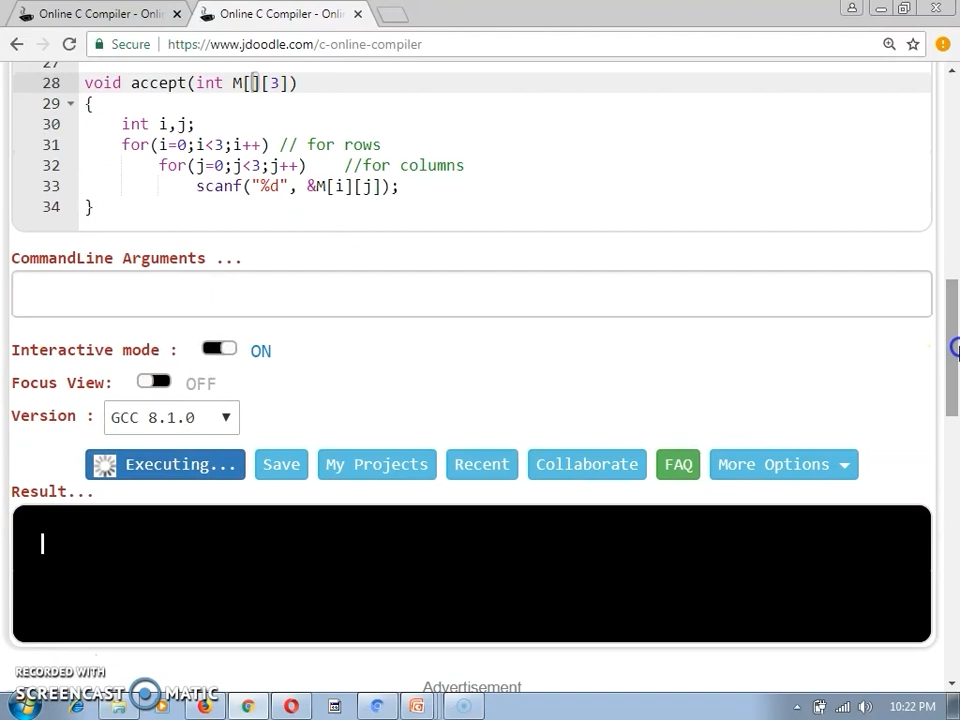 Online C Compiler - Onlin
Online C Compiler - Onlin
Secure
https://www.jdoodle.com/c-online-compiler
27
28 void accept(int M[][3])
29 {
30 int i,j;
31 for(i=0;i<3;i++) // for rows
32 for(j=0;j<3;j++) //for columns
33 scanf("%d", &M[i][j]);
34 }
CommandLine Arguments ...
Interactive mode : ON
Focus View: OFF
Version : GCC 8.1.0
Executing... Save My Projects Recent Collaborate FAQ More Options
Result...
Advertisement
RECORDED WITH
SCREENCAST MATIC
10:22 PM